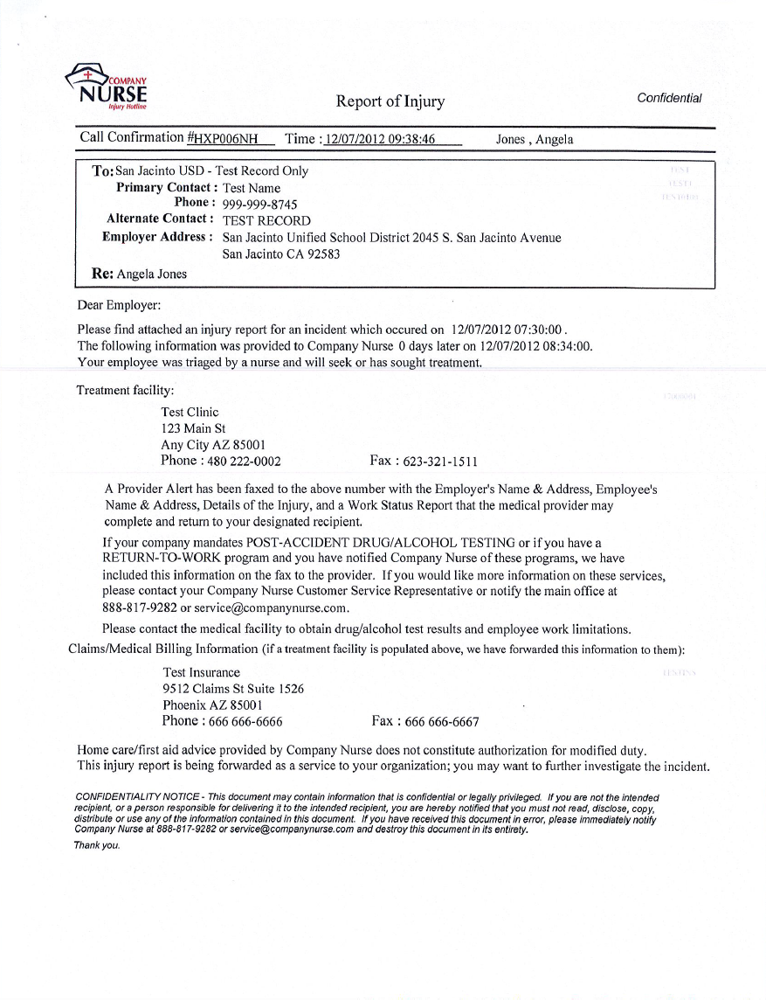 COMPANY
NURSE
Injury Hotline
Report of Injury
Confidential
Call Confirmation #HXP006NH Time : 12/07/2012 09:38:46 Jones , Angela
To: San Jacinto USD - Test Record Only
TEST
Primary Contact : Test Name
TEST1
Phone : 999-999-8745
Alternate Contact : TEST RECORD
Employer Address : San Jacinto Unified School District 2045 S. San Jacinto Avenue
San Jacinto CA 92583
Re: Angela Jones
Dear Employer:
Please find attached an injury report for an incident which occured on 12/07/2012 07:30:00 .
The following information was provided to Company Nurse 0 days later on 12/07/2012 08:34:00.
Your employee was triaged by a nurse and will seek or has sought treatment.
Treatment facility:
Test Clinic
123 Main St
Any City AZ 85001
Phone : 480 222-0002 Fax : 623-321-1511
A Provider Alert has been faxed to the above number with the Employer's Name & Address, Employee's
Name & Address, Details of the Injury, and a Work Status Report that the medical provider may
complete and return to your designated recipient.
If your company mandates POST-ACCIDENT DRUG/ALCOHOL TESTING or if you have a
RETURN-TO-WORK program and you have notified Company Nurse of these programs, we have
included this information on the fax to the provider. If you would like more information on these services,
please contact your Company Nurse Customer Service Representative or notify the main office at
888-817-9282 or service@companynurse.com.
Please contact the medical facility to obtain drug/alcohol test results and employee work limitations.
Claims/Medical Billing Information (if a treatment facility is populated above, we have forwarded this information to them):
Test Insurance
9512 Claims St Suite 1526
Phoenix AZ 85001
Phone : 666 666-6666 Fax : 666 666-6667
Home care/first aid advice provided by Company Nurse does not constitute authorization for modified duty.
This injury report is being forwarded as a service to your organization; you may want to further investigate the incident.
CONFIDENTIALITY NOTICE - This document may contain information that is confidential or legally privileged. If you are not the intended
recipient, or a person responsible for delivering it to the intended recipient, you are hereby notified that you must not read, disclose, copy,
distribute or use any of the information contained in this document. If you have received this document in error, please immediately notify
Company Nurse at 888-817-9282 or service@companynurse.com and destroy this document in its entirety.
Thank you.